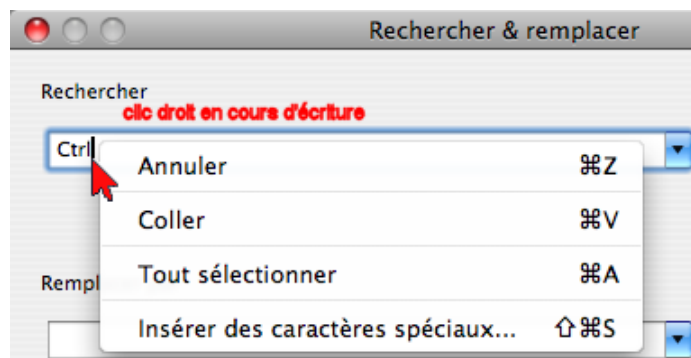 Rechercher & remplacer
Rechercher
clic droit en cours d'écriture
Ctrl
Annuler ⌘Z
Coller ⌘V
Tout sélectionner ⌘A
Rempl
Insérer des caractères spéciaux... ⇧⌘S